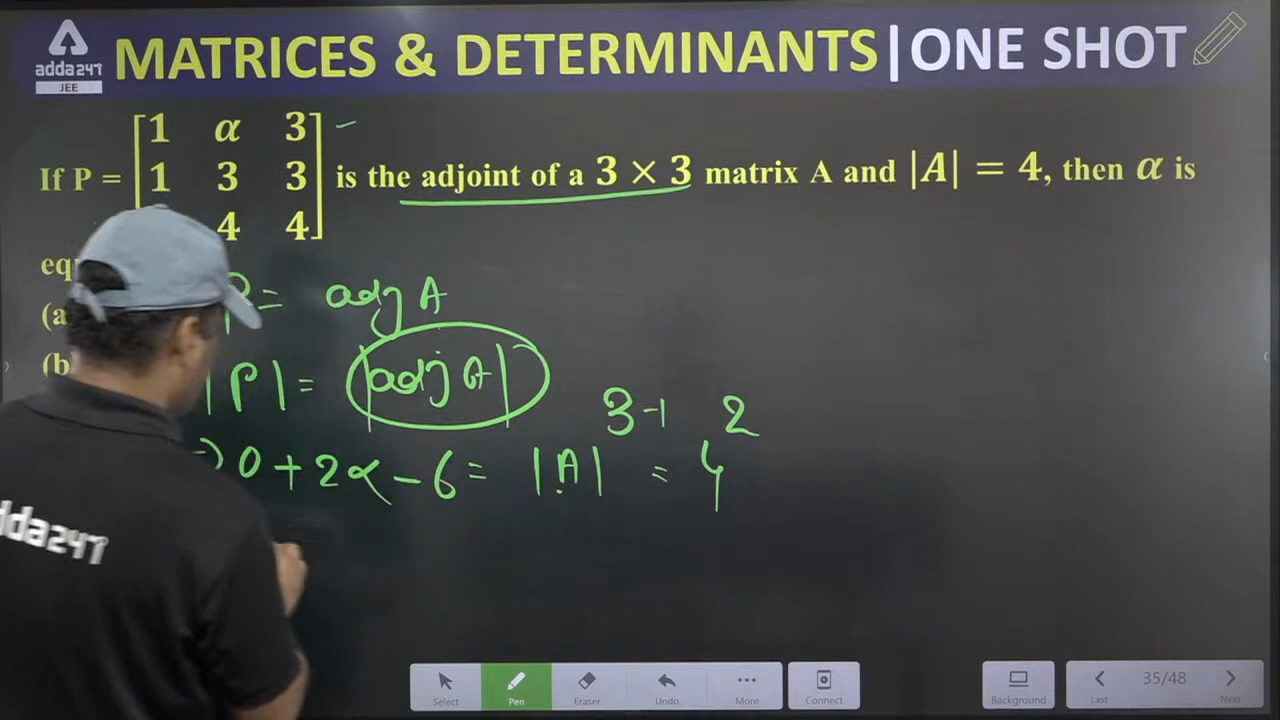 adda247
JEE
MATRICES & DETERMINANTS | ONE SHOT
If P = [1 α 3
1 3 3
4 4] is the adjoint of a 3 × 3 matrix A and |A| = 4, then α is
eq
(a
(b)
P = adj A
|P| = |adj A|
0 + 2α - 6 = |A|^{3-1} = 4^2
adda247
Select
Pen
Eraser
Undo
More
Connect
Background
Last
35/48
Next